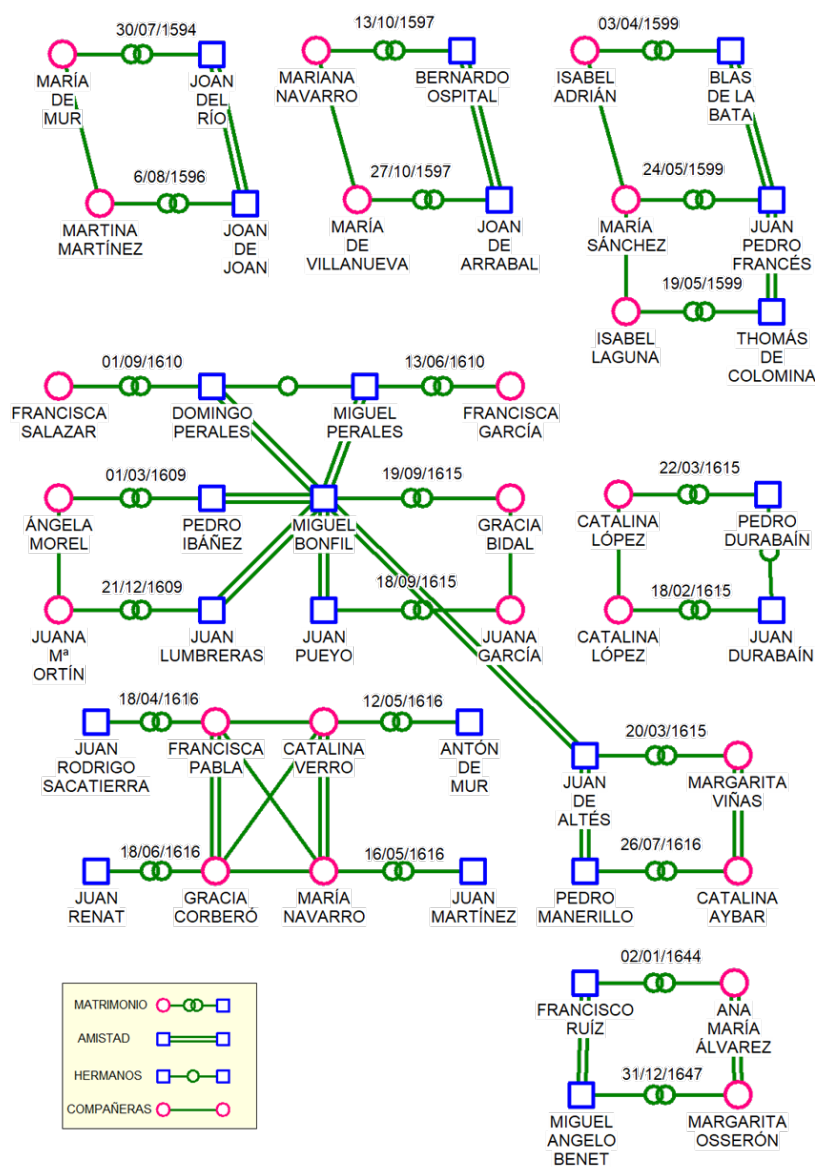 30/07/1594
13/10/1597
03/04/1599
MARÍA
DE
MUR
JOAN
DEL
RÍO
MARIANA
NAVARRO
BERNARDO
OSPITAL
ISABEL
ADRIÁN
BLAS
DE LA
BATA
6/08/1596
27/10/1597
24/05/1599
MARTINA
MARTÍNEZ
JOAN
DE
JOAN
MARÍA
DE
VILLANUEVA
JOAN
DE
ARRABAL
MARÍA
SÁNCHEZ
JUAN
PEDRO
FRANCÉS
19/05/1599
ISABEL
LAGUNA
THOMÁS
DE
COLOMINA
01/09/1610
13/06/1610
FRANCISCA
SALAZAR
DOMINGO
PERALES
MIGUEL
PERALES
FRANCISCA
GARCÍA
01/03/1609
19/09/1615
22/03/1615
ÁNGELA
MOREL
PEDRO
IBÁÑEZ
MIGUEL
BONFIL
GRACIA
BIDAL
CATALINA
LÓPEZ
PEDRO
DURABAÍN
21/12/1609
18/09/1615
18/02/1615
JUANA
Mª
ORTÍN
JUAN
LUMBRERAS
JUAN
PUEYO
JUANA
GARCÍA
CATALINA
LÓPEZ
JUAN
DURABAÍN
18/04/1616
12/05/1616
JUAN
RODRIGO
SACATIERRA
FRANCISCA
PABLA
CATALINA
VERRO
ANTÓN
DE
MUR
20/03/1615
JUAN
DE
ALTÉS
MARGARITA
VIÑAS
18/06/1616
16/05/1616
26/07/1616
JUAN
RENAT
GRACIA
CORBERÓ
MARÍA
NAVARRO
JUAN
MARTÍNEZ
PEDRO
MANERILLO
CATALINA
AYBAR
02/01/1644
FRANCISCO
RUÍZ
ANA
MARÍA
ÁLVAREZ
31/12/1647
MIGUEL
ANGELO
BENET
MARGARITA
OSSERÓN
MATRIMONIO
AMISTAD
HERMANOS
COMPAÑERAS